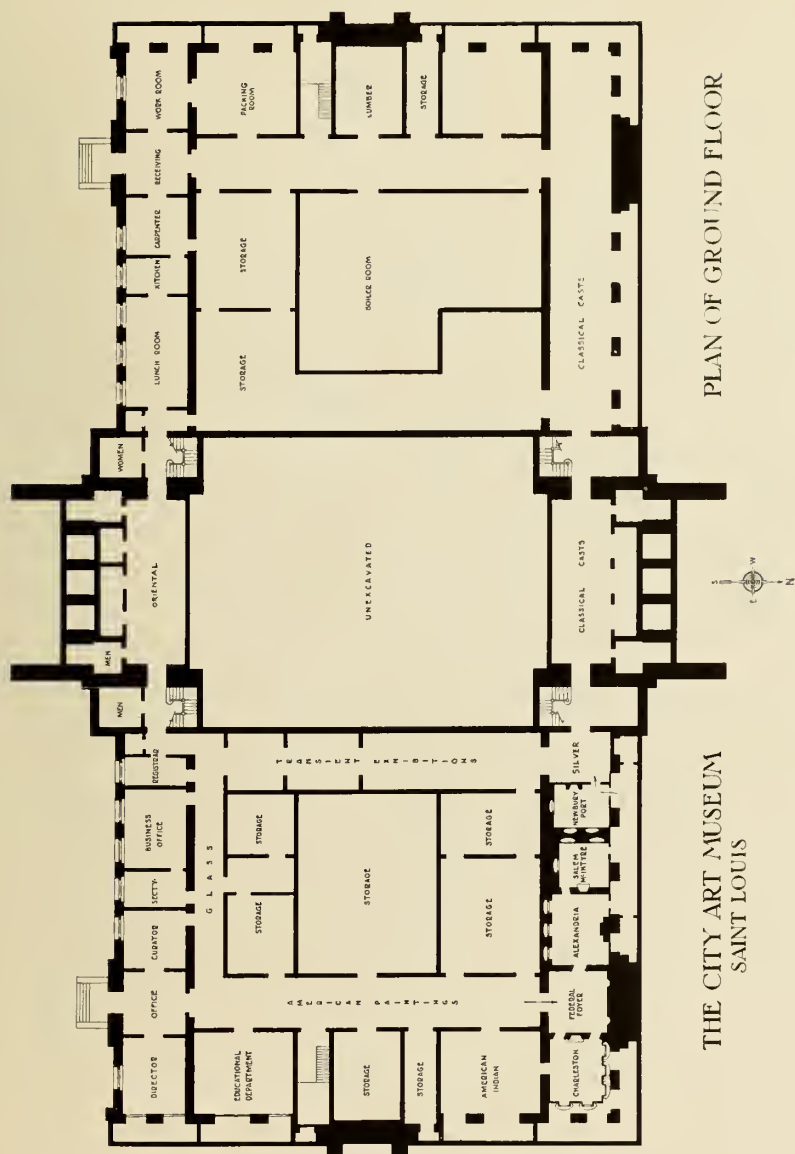 MEN
MEN
WOMEN
DIRECTOR
OFFICE
CURATOR
SECTY-
BUSINESS
OFFICE
REGISTRAR
ORIENTAL
LUNCH ROOM
KITCHEN
CARPENTER
RECEIVING
WORK ROOM
GLASS
EDUCATIONAL
DEPARTMENT
STORAGE
STORAGE
STORAGE
STORAGE
PACKING
ROOM
AMERICAN PAINTINGS
TRANSIENT EXHIBITIONS
STORAGE
STORAGE
UNEXCAVATED
BOILER ROOM
LUMBER
STORAGE
STORAGE
STORAGE
STORAGE
AMERICAN
INDIAN
CHARLESTON
FEDERAL
FOYER
ALEXANDRIA
SALEM
McINTYRE
NEWBURY
PORT
SILVER
CLASSICAL CASTS
CLASSICAL CASTS
THE CITY ART MUSEUM
SAINT LOUIS
S
E
W
N
PLAN OF GROUND FLOOR